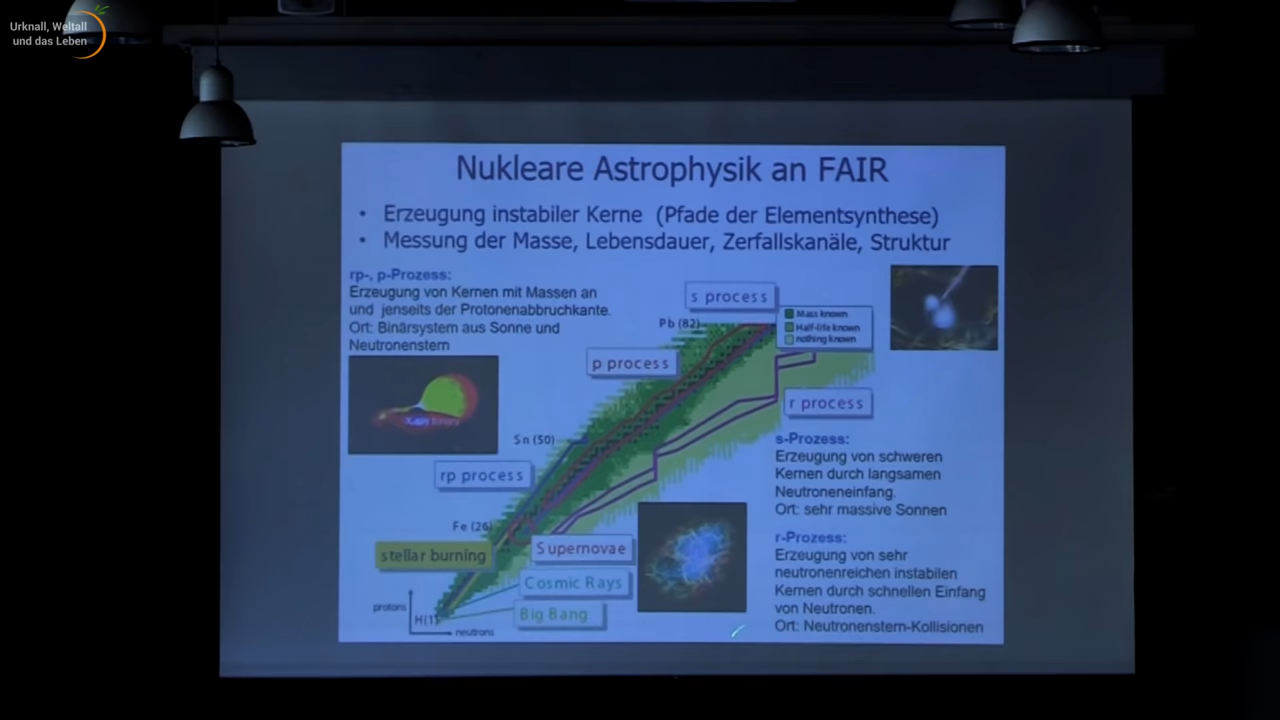 Urknall, Weltall
und das Leben
Nukleare Astrophysik an FAIR
• Erzeugung instabiler Kerne (Pfade der Elementsynthese)
• Messung der Masse, Lebensdauer, Zerfallskanäle, Struktur
rp-, p-Prozess:
Erzeugung von Kernen mit Massen an
und jenseits der Protonenabbruchkante.
Ort: Binärsystem aus Sonne und
Neutronenstern
s process
Mass known
Half-life known
nothing known
Pb (82)
p process
r process
Sn (50)
rp process
Fe (26)
stellar burning
Supernovae
Cosmic Rays
Big Bang
protons
H(1)
neutrons
s-Prozess:
Erzeugung von schweren
Kernen durch langsamen
Neutroneneinfang.
Ort: sehr massive Sonnen
r-Prozess:
Erzeugung von sehr
neutronenreichen instabilen
Kernen durch schnellen Einfang
von Neutronen.
Ort: Neutronenstern-Kollisionen